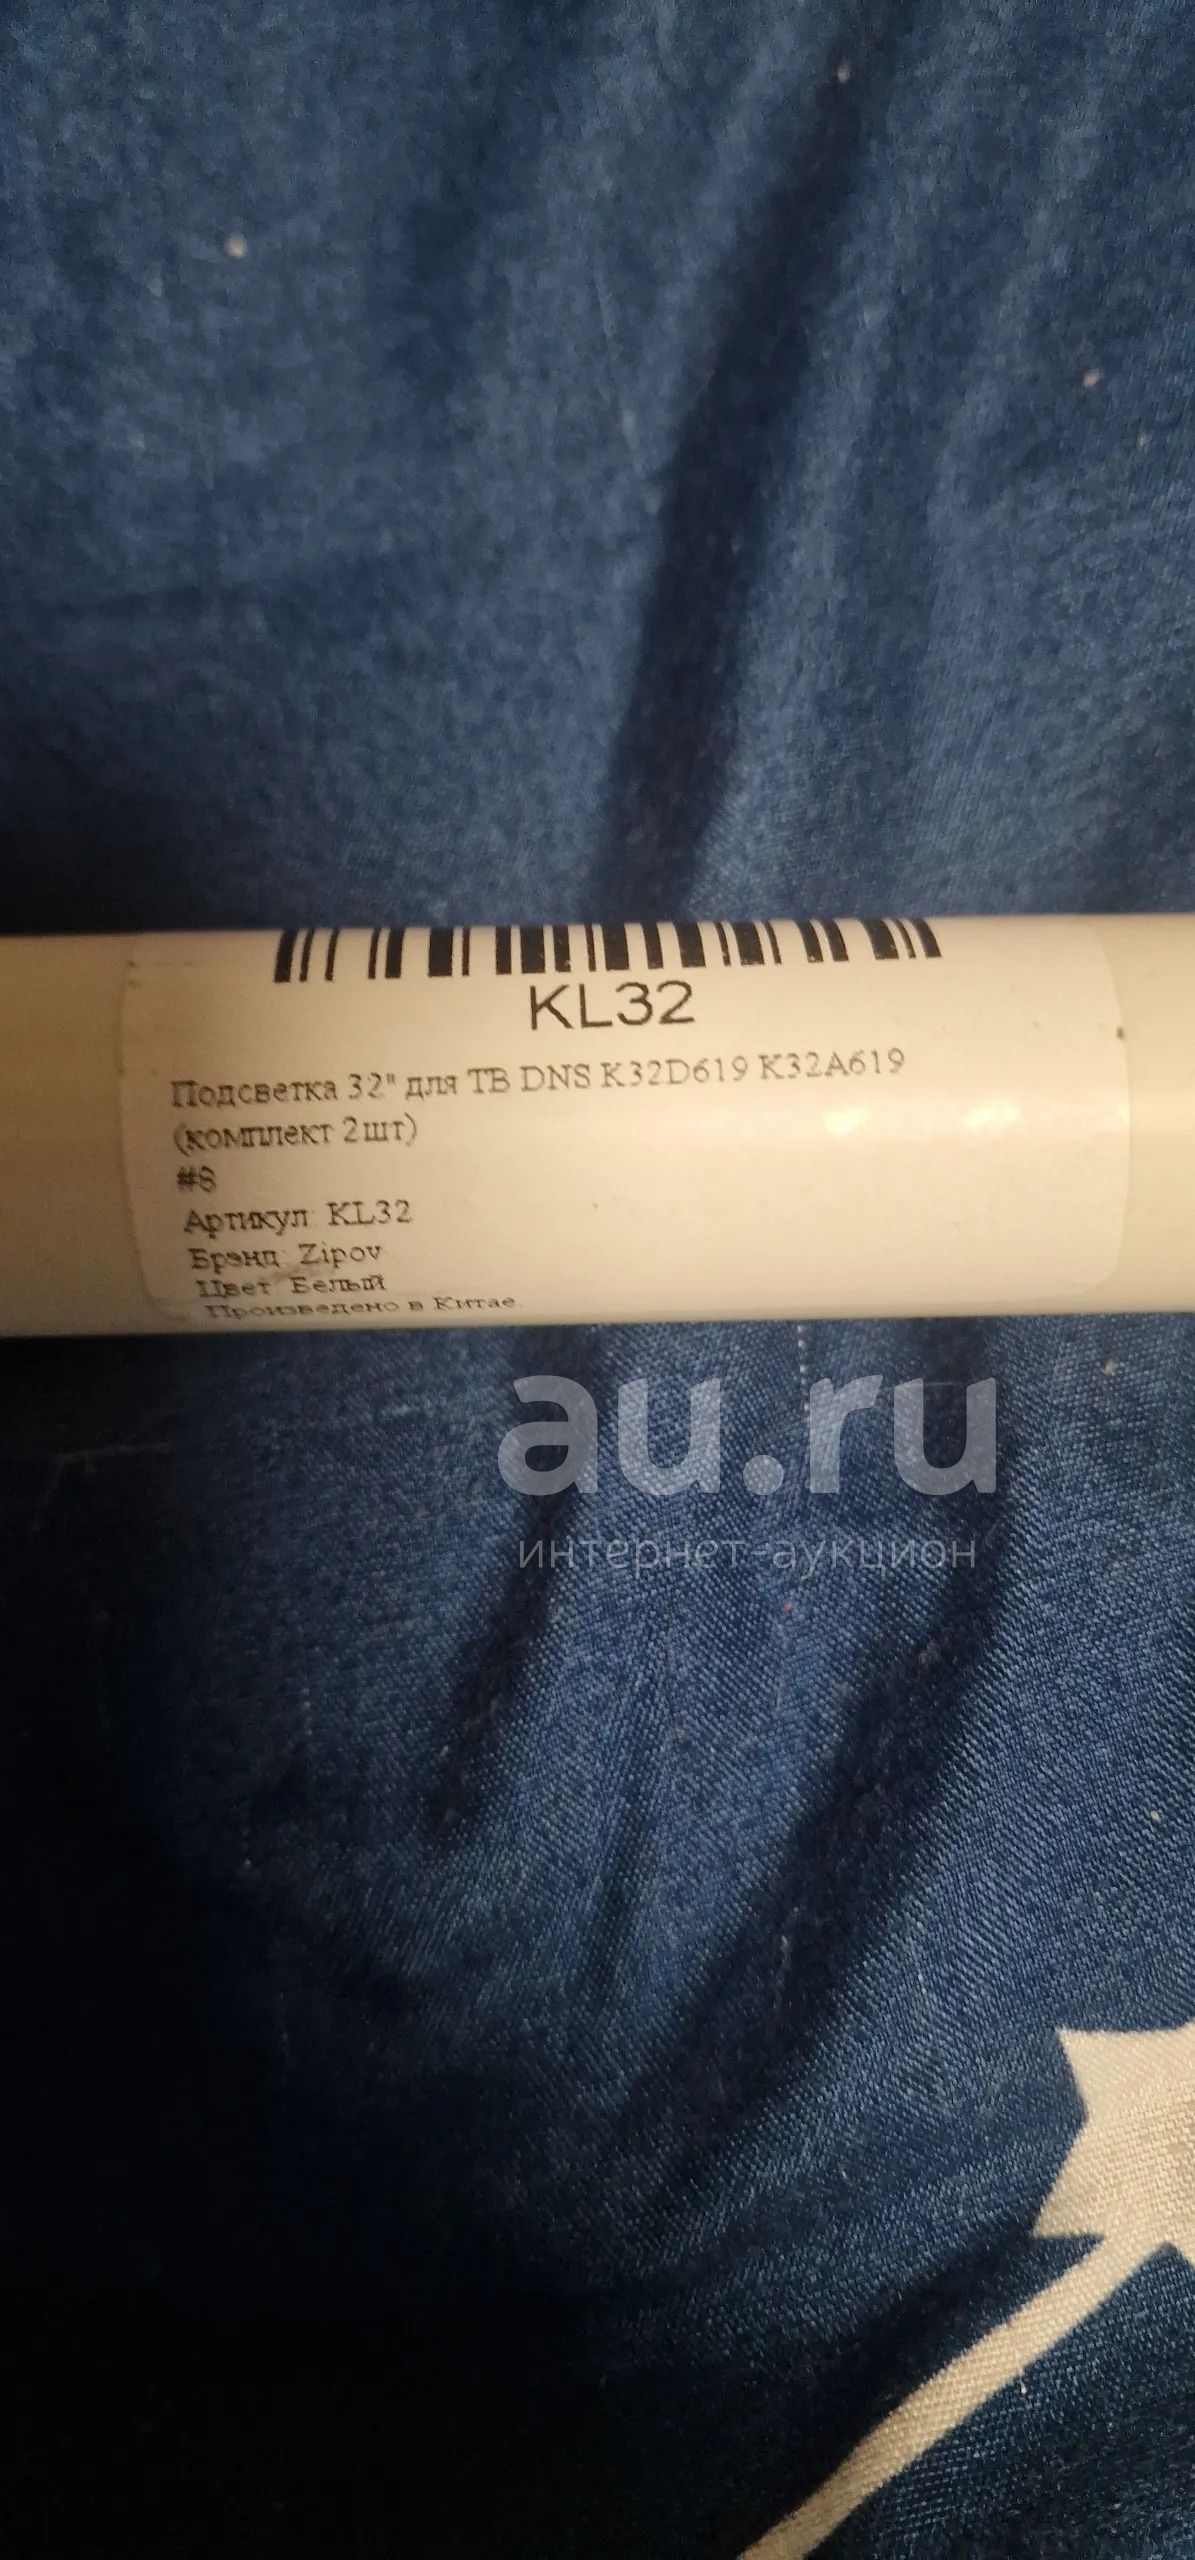 KL32
Подсветка 32" для ТВ DNS K32D619 K32A619
(комплект 2шт)
#8
Артикул: KL32
Брэнд: Zipov
Цвет: Белый
Произведено в Китае.
au.ru
интернет-аукцион